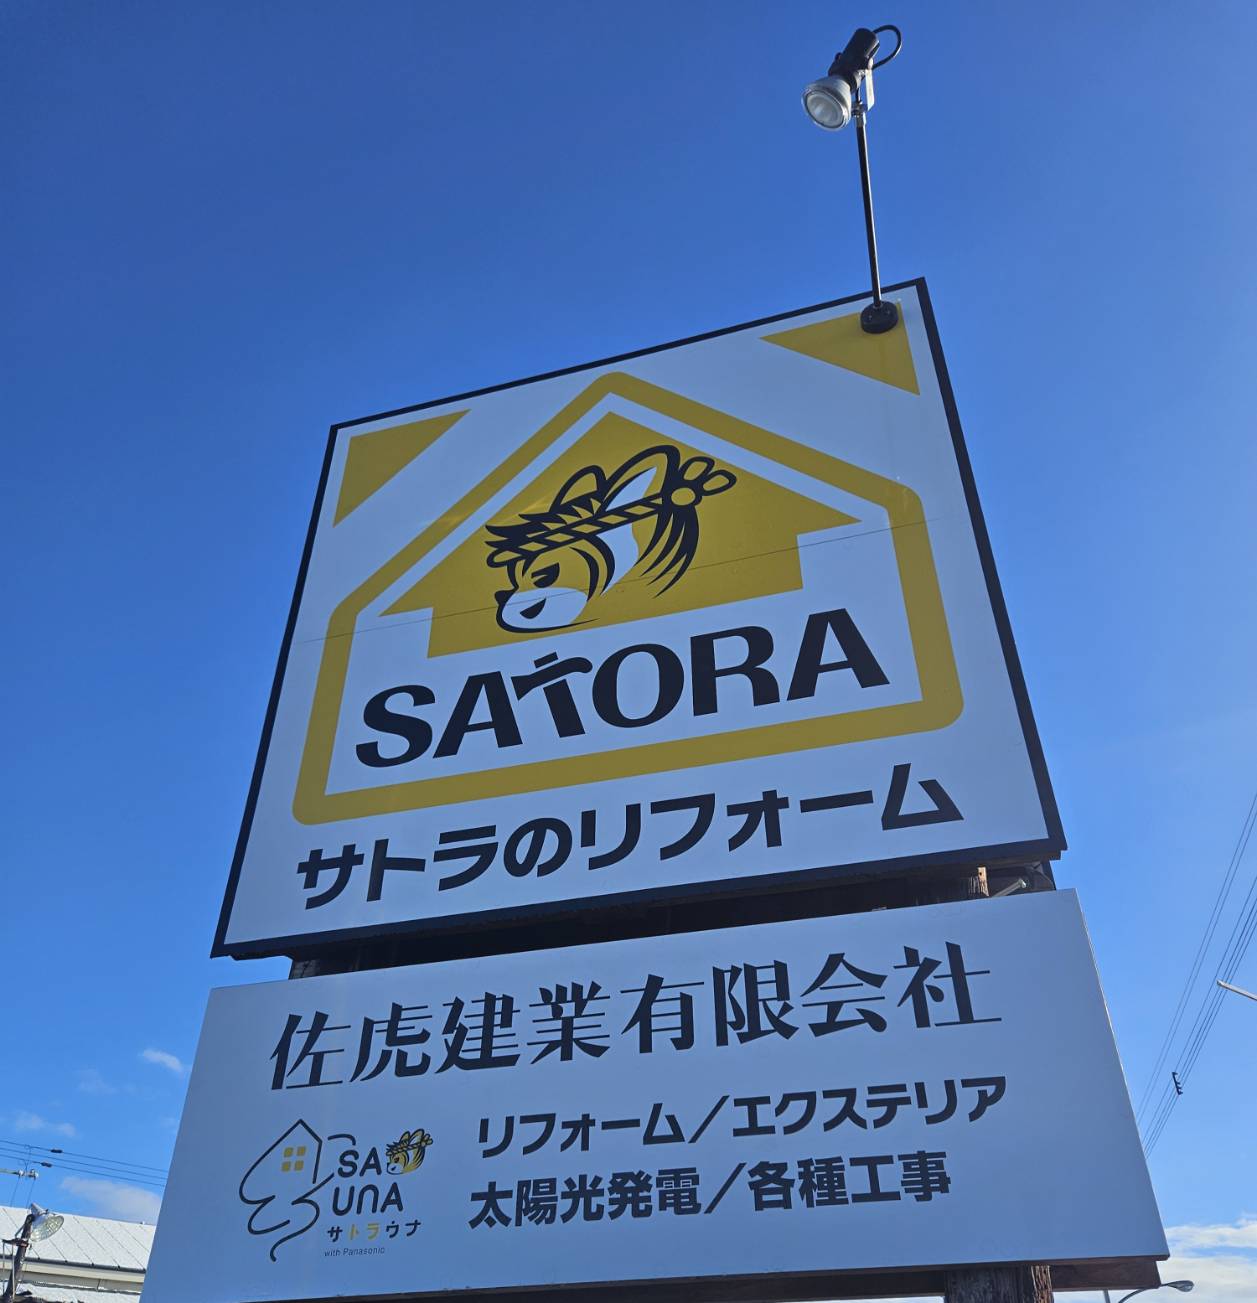 SATORA
サトラのリフォーム
佐虎建業有限会社
リフォーム／エクステリア
太陽光発電／各種工事
SA
UNA
サトラウナ
with Panasonic